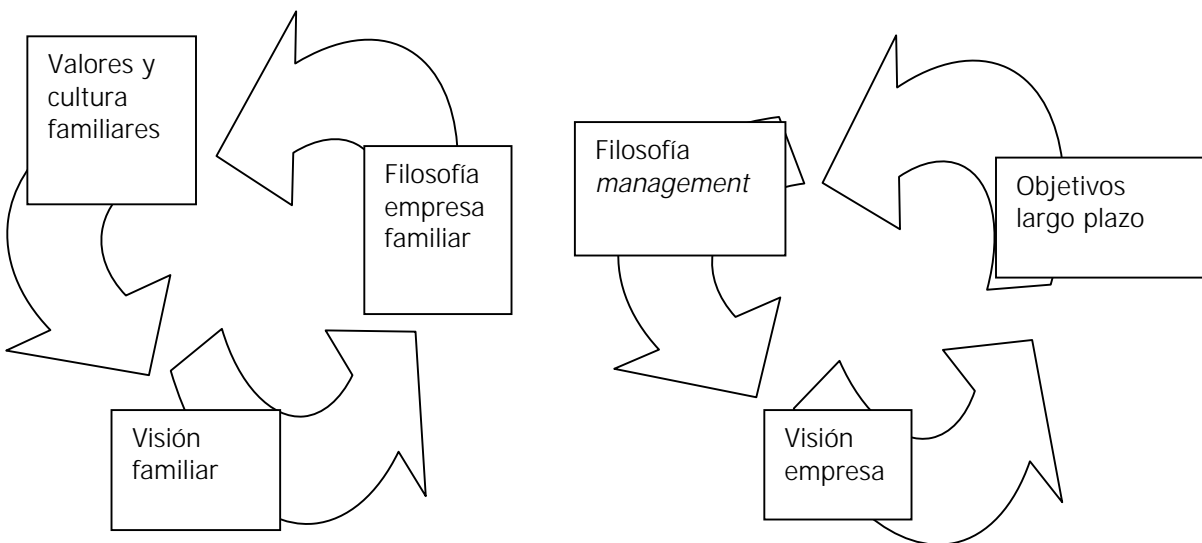 Valores y
cultura
familiares
Filosofía
empresa
familiar
Visión
familiar
Filosofía
management
Objetivos
largo plazo
Visión
empresa